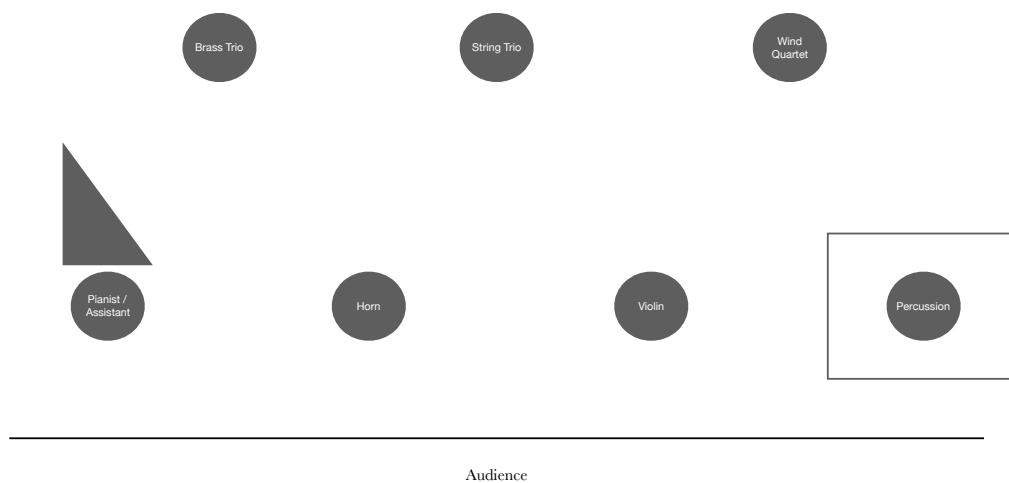 Brass Trio
String Trio
Wind
Quartet
Pianist /
Assistant
Horn
Violin
Percussion
Audience